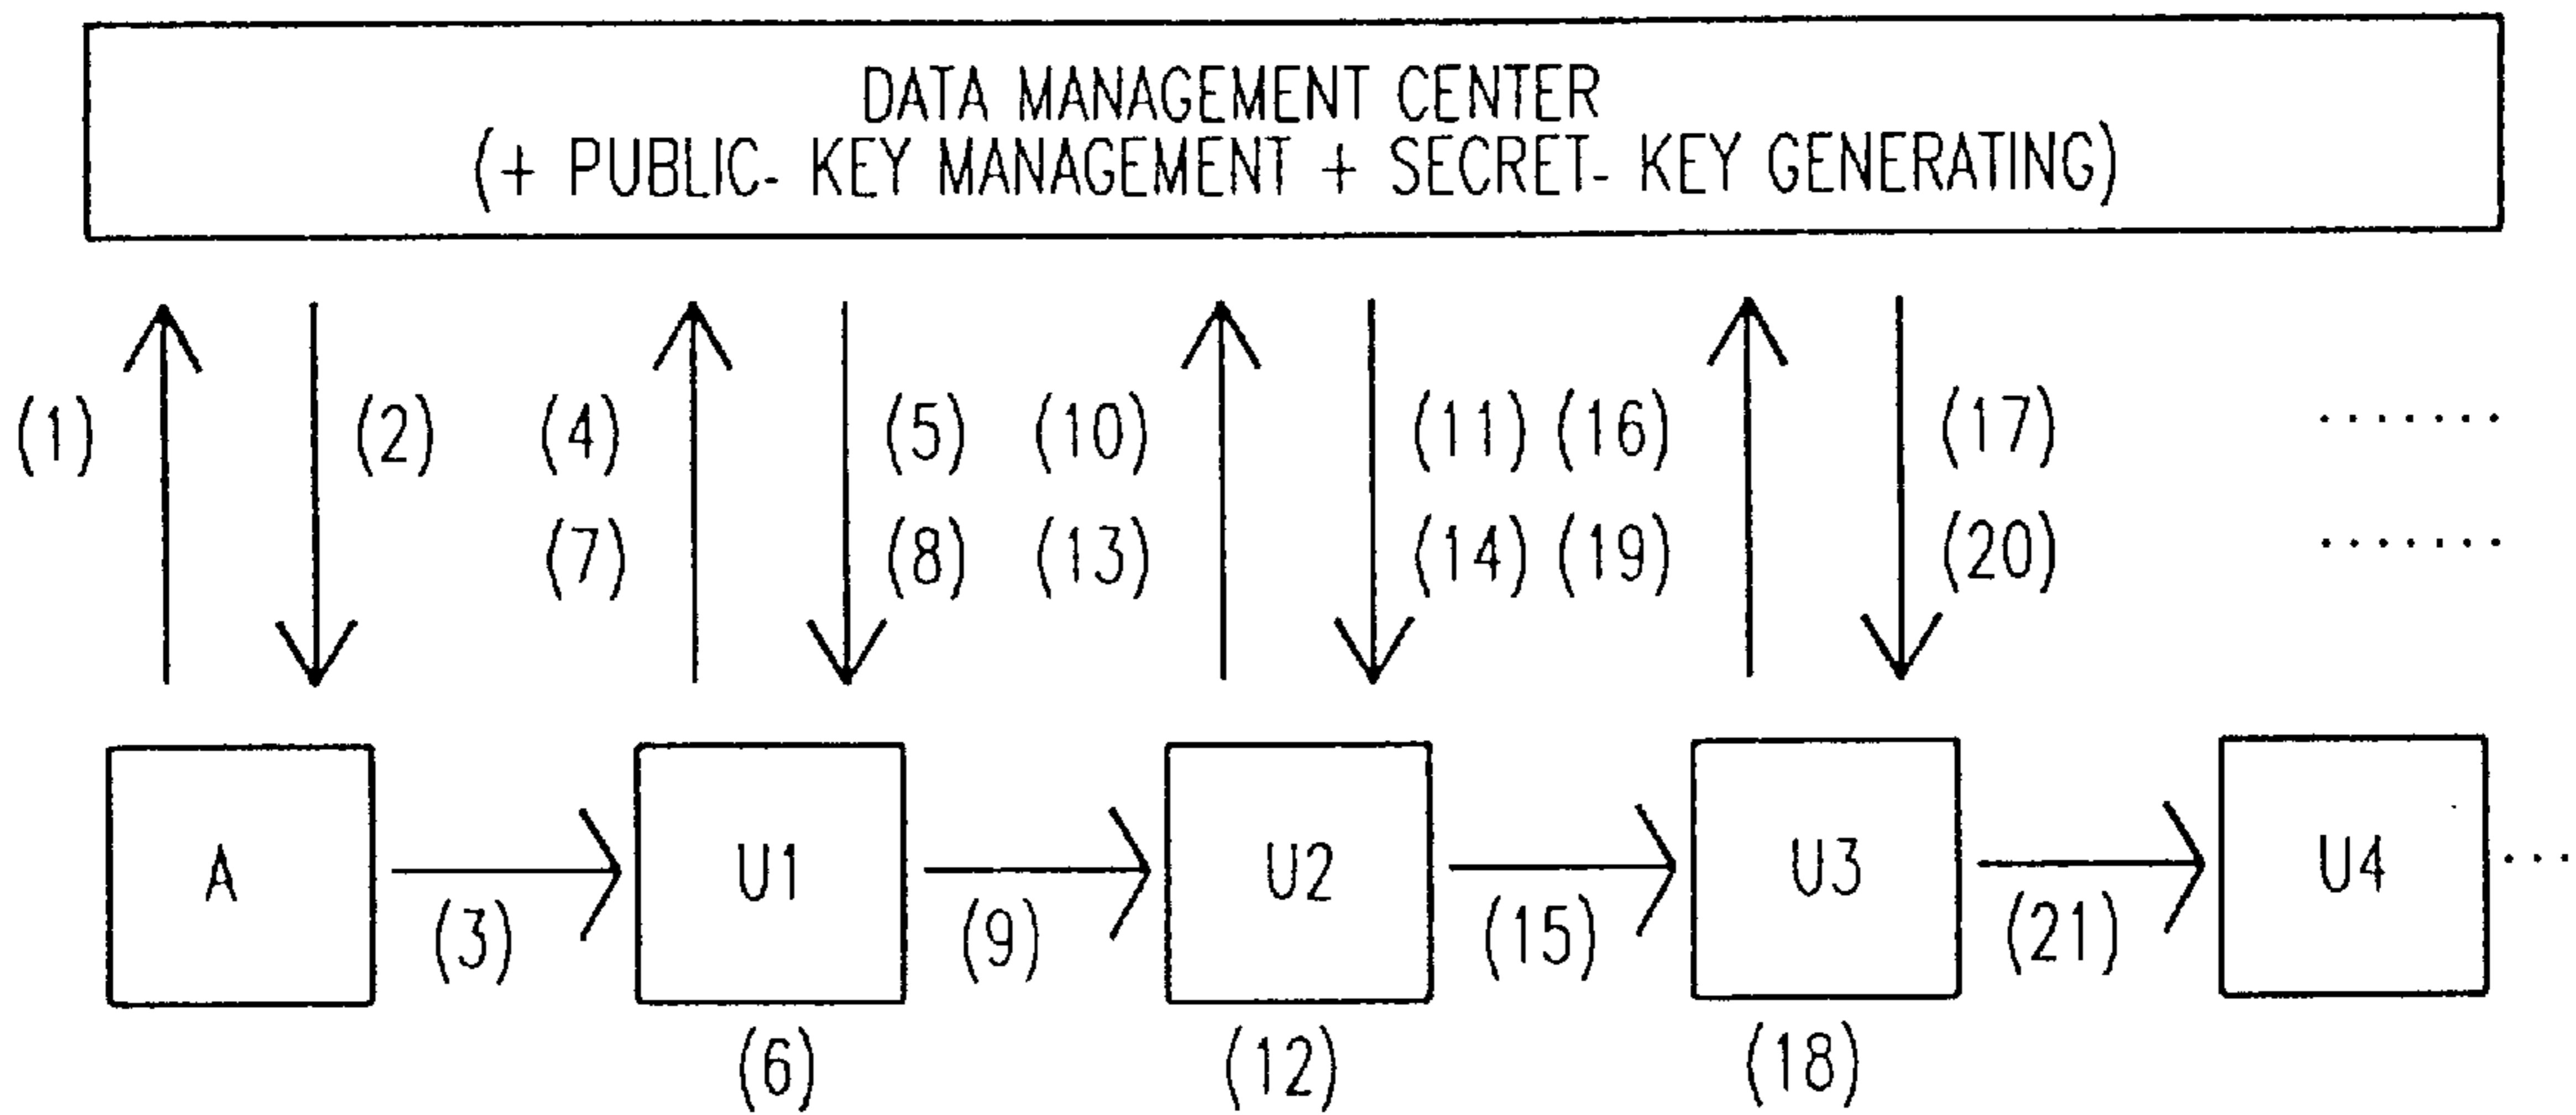 DATA MANAGEMENT CENTER
(+ PUBLIC- KEY MANAGEMENT + SECRET- KEY GENERATING)
(1) (2) (4) (5) (10) (11) (16) (17) .......
(7) (8) (13) (14) (19) (20) .......
A U1 U2 U3 U4 ...
(3) (9) (15) (21)
(6) (12) (18)